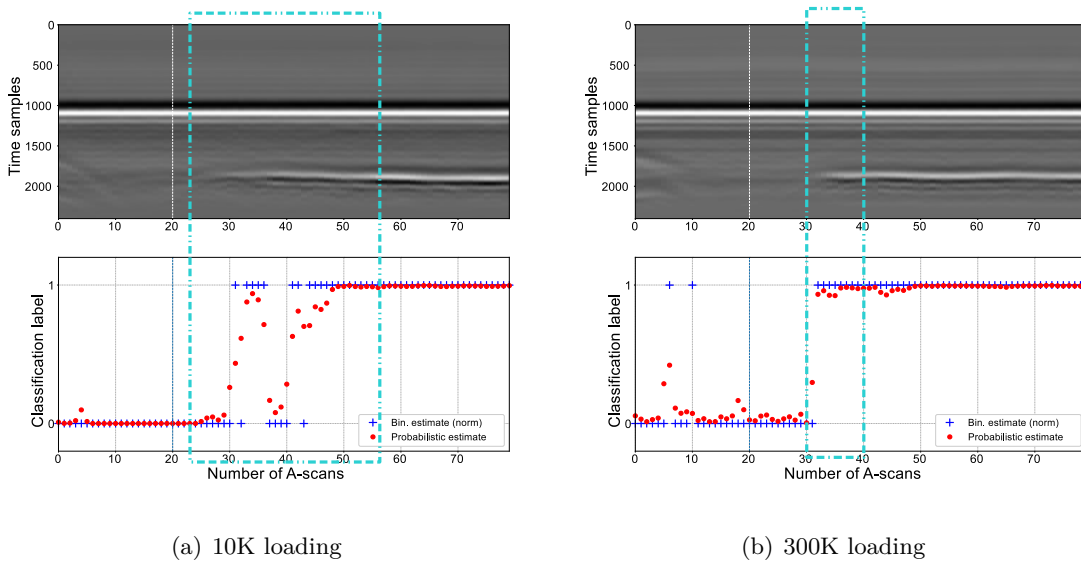 0
500
1000
1500
2000
Time samples
0 10 20 30 40 50 60 70
1
0
Classification label
Bin. estimate (norm)
Probabilistic estimate
0 10 20 30 40 50 60 70
Number of A-scans
(a) 10K loading
0
500
1000
1500
2000
Time samples
0 10 20 30 40 50 60 70
1
0
Classification label
Bin. estimate (norm)
Probabilistic estimate
0 10 20 30 40 50 60 70
Number of A-scans
(b) 300K loading